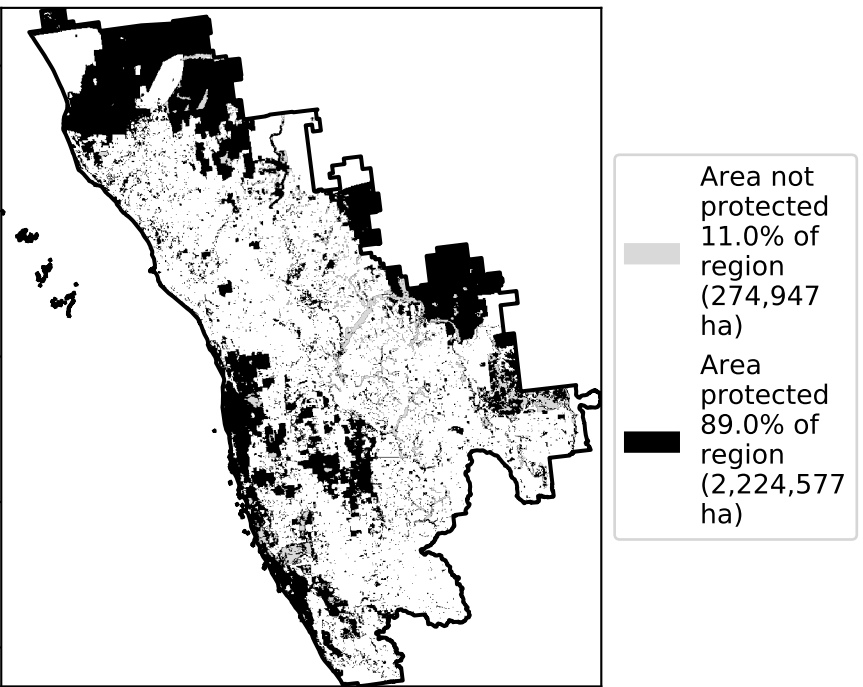 Area not
protected
11.0% of
region
(274,947
ha)
Area
protected
89.0% of
region
(2,224,577
ha)